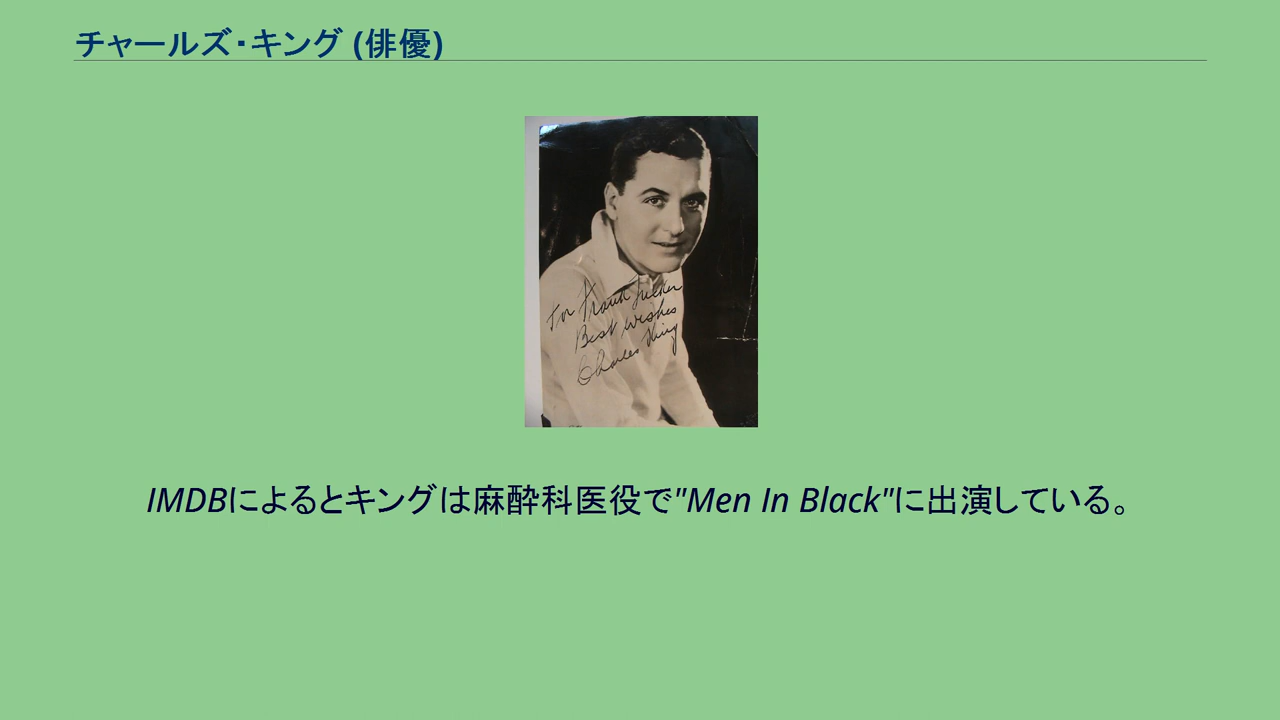 チャールズ・キング (俳優)
To Frank Tucker
Best wishes
Charles King
IMDBによるとキングは麻酔科医役で"Men In Black"に出演している。